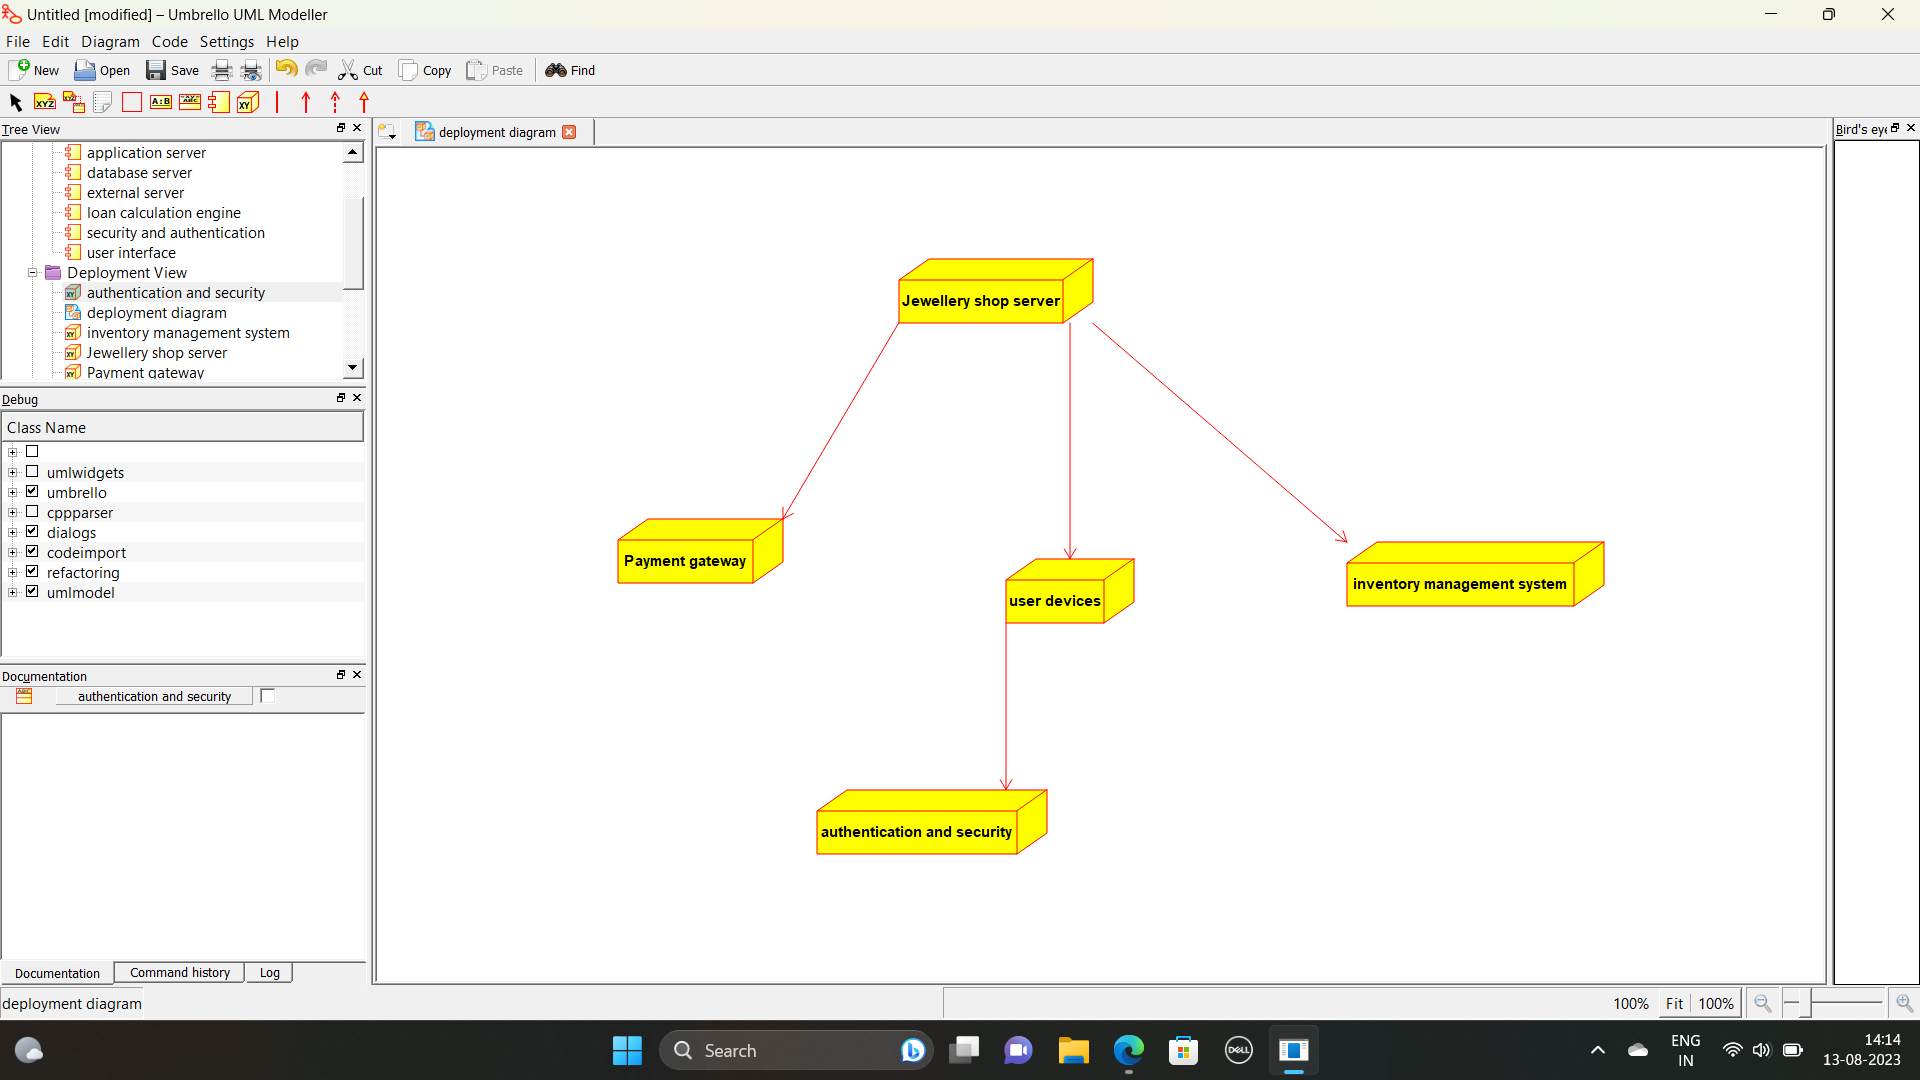 Untitled [modified] – Umbrello UML Modeller
File Edit Diagram Code Settings Help
New Open Save Cut Copy Paste Find
XYZ XYZ A:B ABC XY
Tree View
deployment diagram
Bird's eye
application server
database server
external server
loan calculation engine
security and authentication
user interface
Deployment View
authentication and security
deployment diagram
inventory management system
Jewellery shop server
Payment gateway
Debug
Class Name
umlwidgets
umbrello
cppparser
dialogs
codeimport
refactoring
umlmodel
Documentation
authentication and security
Jewellery shop server
Payment gateway
user devices
inventory management system
authentication and security
Documentation Command history Log
deployment diagram
100% Fit 100%
Search
DELL
ENG
IN
14:14
13-08-2023